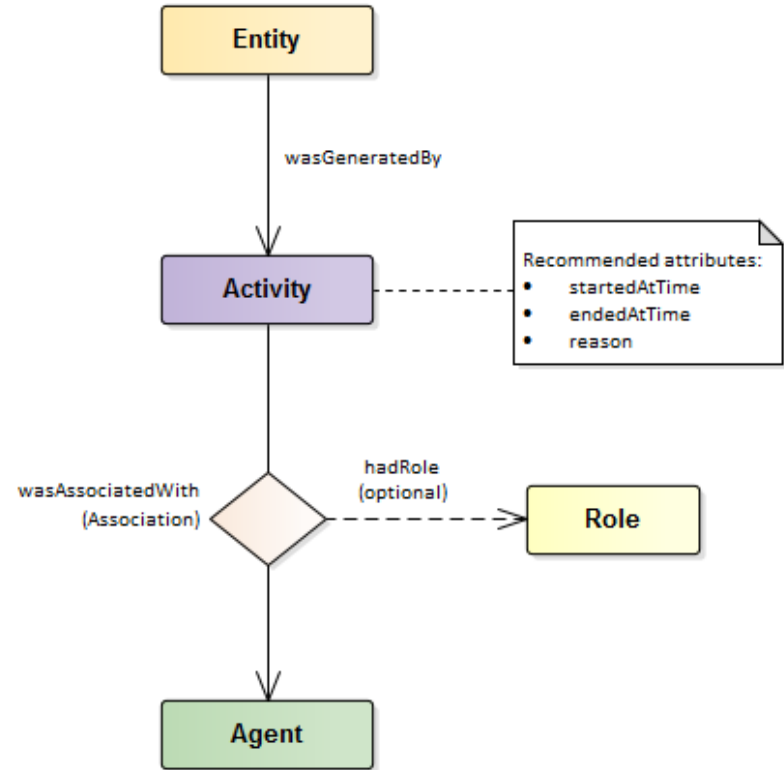 Entity
wasGeneratedBy
Activity
Recommended attributes:
• startedAtTime
• endedAtTime
• reason
wasAssociatedWith
(Association)
hadRole
(optional)
Role
Agent